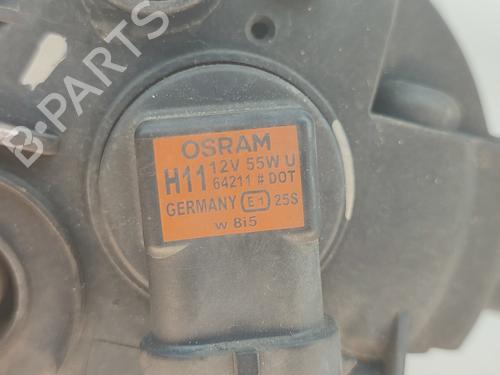 B-PARTS
OSRAM
H11 12V 55W U
64211 # DOT
GERMANY E1 25S
w 8i5